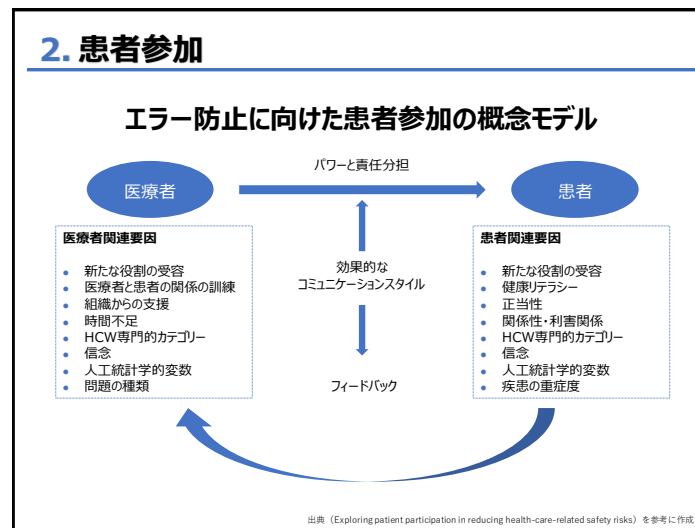 2. 患者参加
エラー防止に向けた患者参加の概念モデル
パワーと責任分担
医療者
患者
医療者関連要因
● 新たな役割の受容
● 医療者と患者の関係の訓練
● 組織からの支援
● 時間不足
● HCW専門的カテゴリー
● 信念
● 人工統計学的変数
● 問題の種類
効果的な
コミュニケーションスタイル
フィードバック
患者関連要因
● 新たな役割の受容
● 健康リテラシー
● 正当性
● 関係性・利害関係
● HCW専門的カテゴリー
● 信念
● 人工統計学的変数
● 疾患の重症度
出典（Exploring patient participation in reducing health-care-related safety risks）を参考に作成